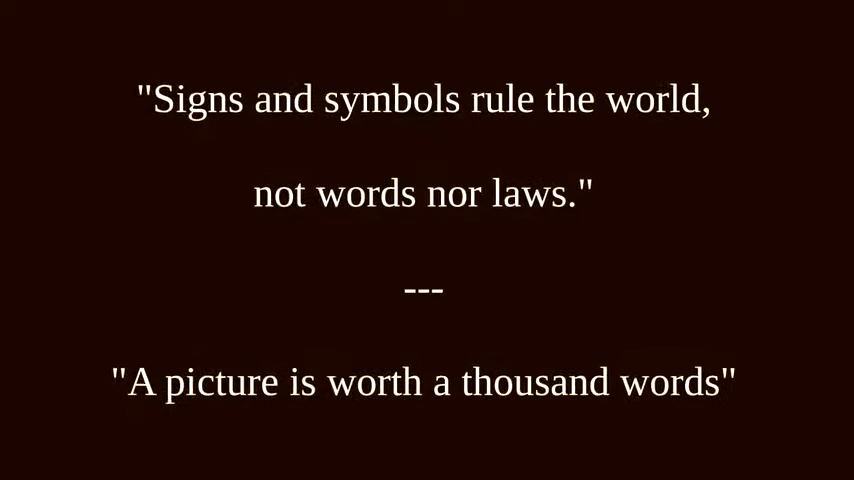 "Signs and symbols rule the world,
not words nor laws."
---
"A picture is worth a thousand words"